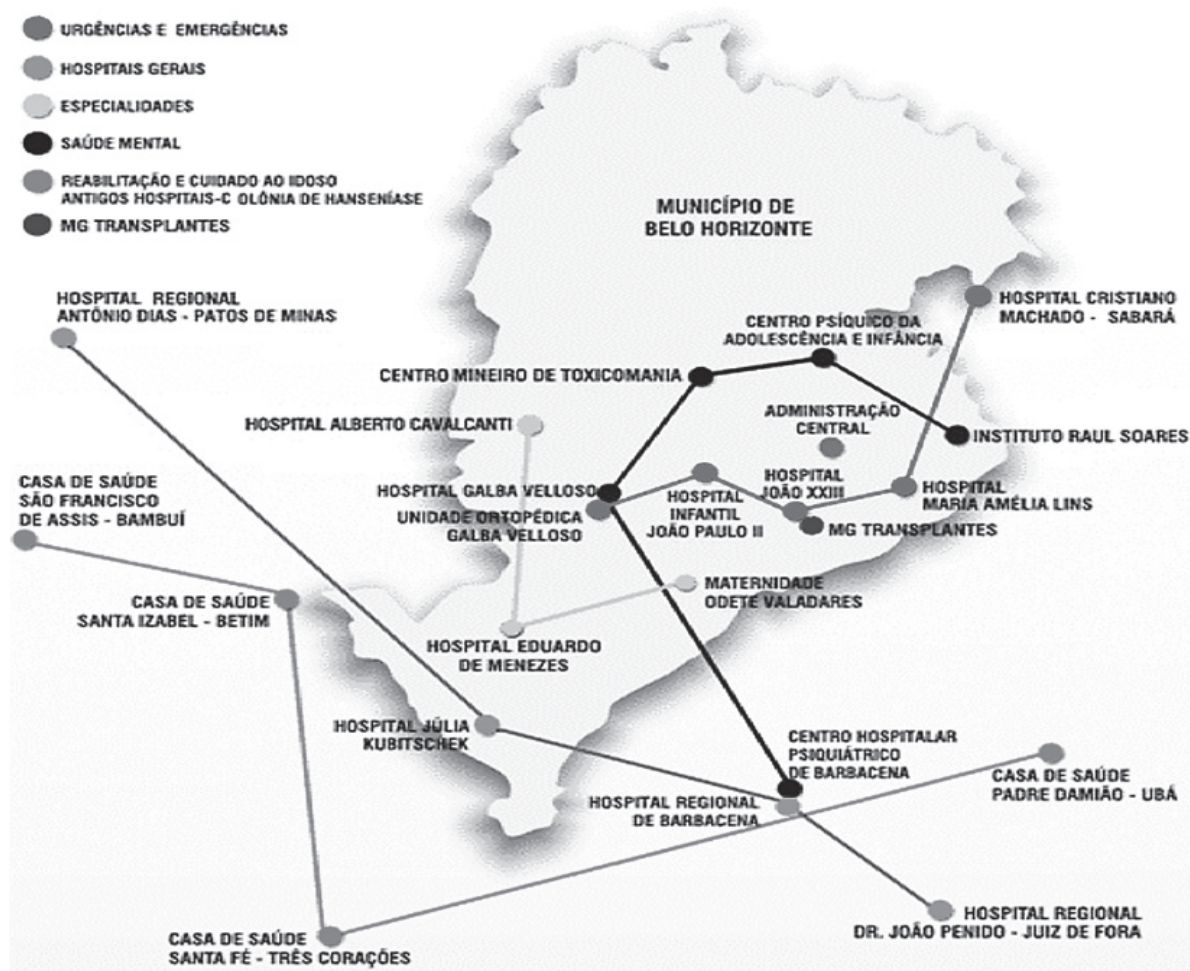 URGÊNCIAS E EMERGÊNCIAS
HOSPITAIS GERAIS
ESPECIALIDADES
SAÚDE MENTAL
REABILITAÇÃO E CUIDADO AO IDOSO
ANTIGOS HOSPITAIS-C OLÔNIA DE HANSENÍASE
MG TRANSPLANTES
MUNICÍPIO DE
BELO HORIZONTE
HOSPITAL REGIONAL
ANTÔNIO DIAS - PATOS DE MINAS
HOSPITAL CRISTIANO
MACHADO - SABARÁ
CENTRO PSÍQUICO DA
ADOLESCÊNCIA E INFÂNCIA
CENTRO MINEIRO DE TOXICOMANIA
HOSPITAL ALBERTO CAVALCANTI
ADMINISTRAÇÃO
CENTRAL
INSTITUTO RAUL SOARES
CASA DE SAÚDE
SÃO FRANCISCO
DE ASSIS - BAMBUÍ
HOSPITAL GALBA VELLOSO
UNIDADE ORTOPÉDICA
GALBA VELLOSO
HOSPITAL
INFANTIL
JOÃO PAULO II
HOSPITAL
JOÃO XXIII
HOSPITAL
MARIA AMÉLIA LINS
MG TRANSPLANTES
CASA DE SAÚDE
SANTA IZABEL - BETIM
MATERNIDADE
ODETE VALADARES
HOSPITAL EDUARDO
DE MENEZES
HOSPITAL JÚLIA
KUBITSCHEK
CENTRO HOSPITALAR
PSIQUIÁTRICO
DE BARBACENA
HOSPITAL REGIONAL
DE BARBACENA
CASA DE SAÚDE
PADRE DAMIÃO - UBÁ
HOSPITAL REGIONAL
DR. JOÃO PENIDO - JUIZ DE FORA
CASA DE SAÚDE
SANTA FÉ - TRÊS CORAÇÕES